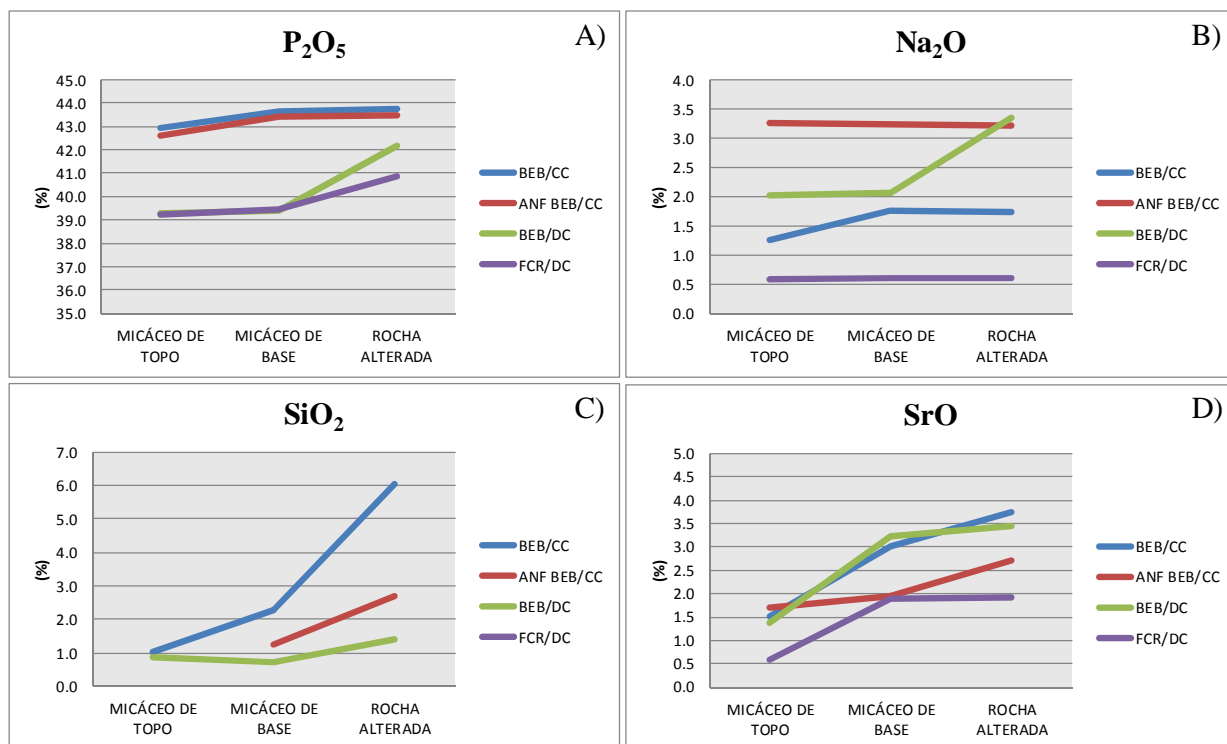 A)
P₂O₅
(%)
45.0
44.0
43.0
42.0
41.0
40.0
39.0
38.0
37.0
36.0
35.0
MICÁCEO DE
TOPO
MICÁCEO DE
BASE
ROCHA
ALTERADA
BEB/CC
ANF BEB/CC
BEB/DC
FCR/DC
B)
Na₂O
4.0
3.5
3.0
2.5
2.0
1.5
1.0
0.5
0.0
MICÁCEO DE
TOPO
MICÁCEO DE
BASE
ROCHA
ALTERADA
BEB/CC
ANF BEB/CC
BEB/DC
FCR/DC
C)
SiO₂
(%)
7.0
6.0
5.0
4.0
3.0
2.0
1.0
0.0
MICÁCEO DE
TOPO
MICÁCEO DE
BASE
ROCHA
ALTERADA
BEB/CC
ANF BEB/CC
BEB/DC
FCR/DC
D)
SrO
(%)
5.0
4.5
4.0
3.5
3.0
2.5
2.0
1.5
1.0
0.5
0.0
MICÁCEO DE
TOPO
MICÁCEO DE
BASE
ROCHA
ALTERADA
BEB/CC
ANF BEB/CC
BEB/DC
FCR/DC